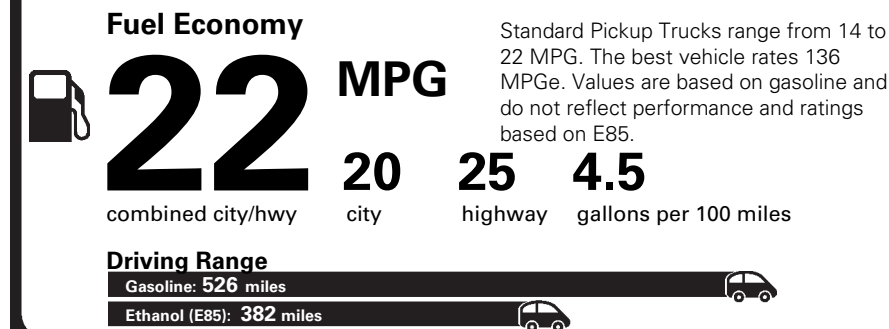 Fuel Economy
22 MPG
Standard Pickup Trucks range from 14 to
22 MPG. The best vehicle rates 136
MPGe. Values are based on gasoline and
do not reflect performance and ratings
based on E85.
20 25 4.5
combined city/hwy city highway gallons per 100 miles
Driving Range
Gasoline: 526 miles
Ethanol (E85): 382 miles